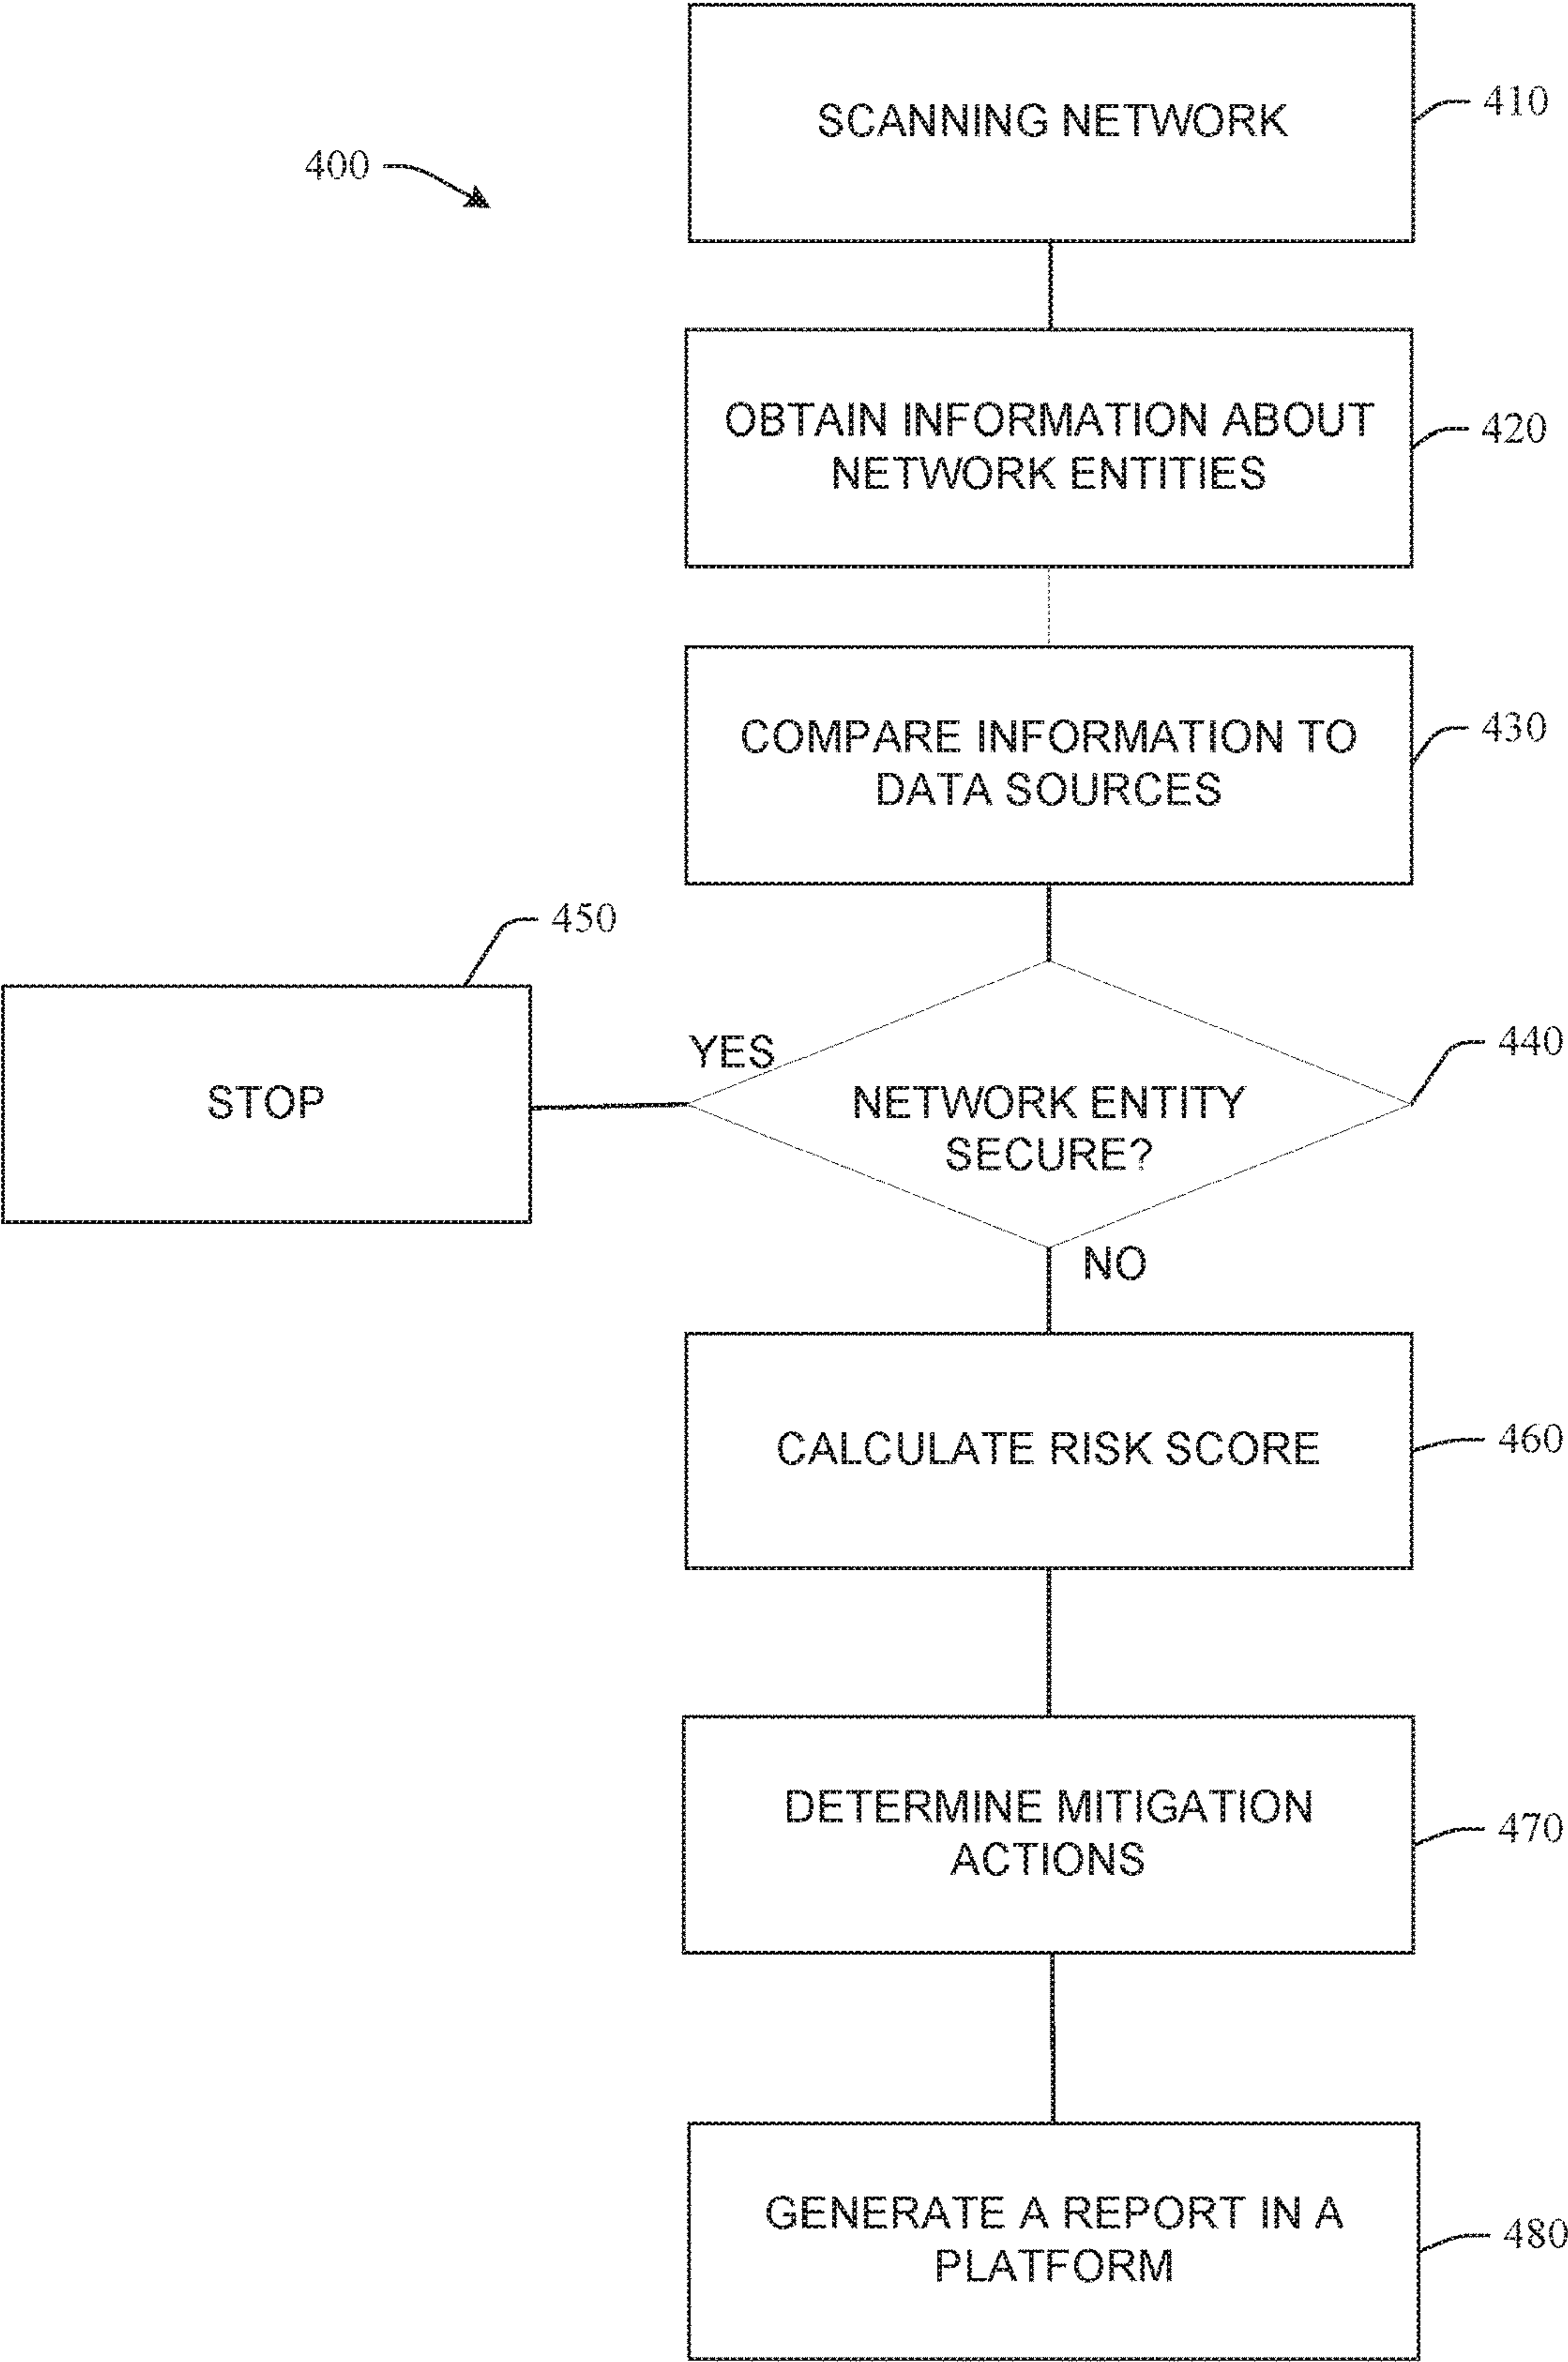 SCANNING NETWORK
410
400
OBTAIN INFORMATION ABOUT
NETWORK ENTITIES
420
COMPARE INFORMATION TO
DATA SOURCES
430
450
STOP
YES
NETWORK ENTITY
SECURE?
440
NO
CALCULATE RISK SCORE
460
DETERMINE MITIGATION
ACTIONS
470
GENERATE A REPORT IN A
PLATFORM
480